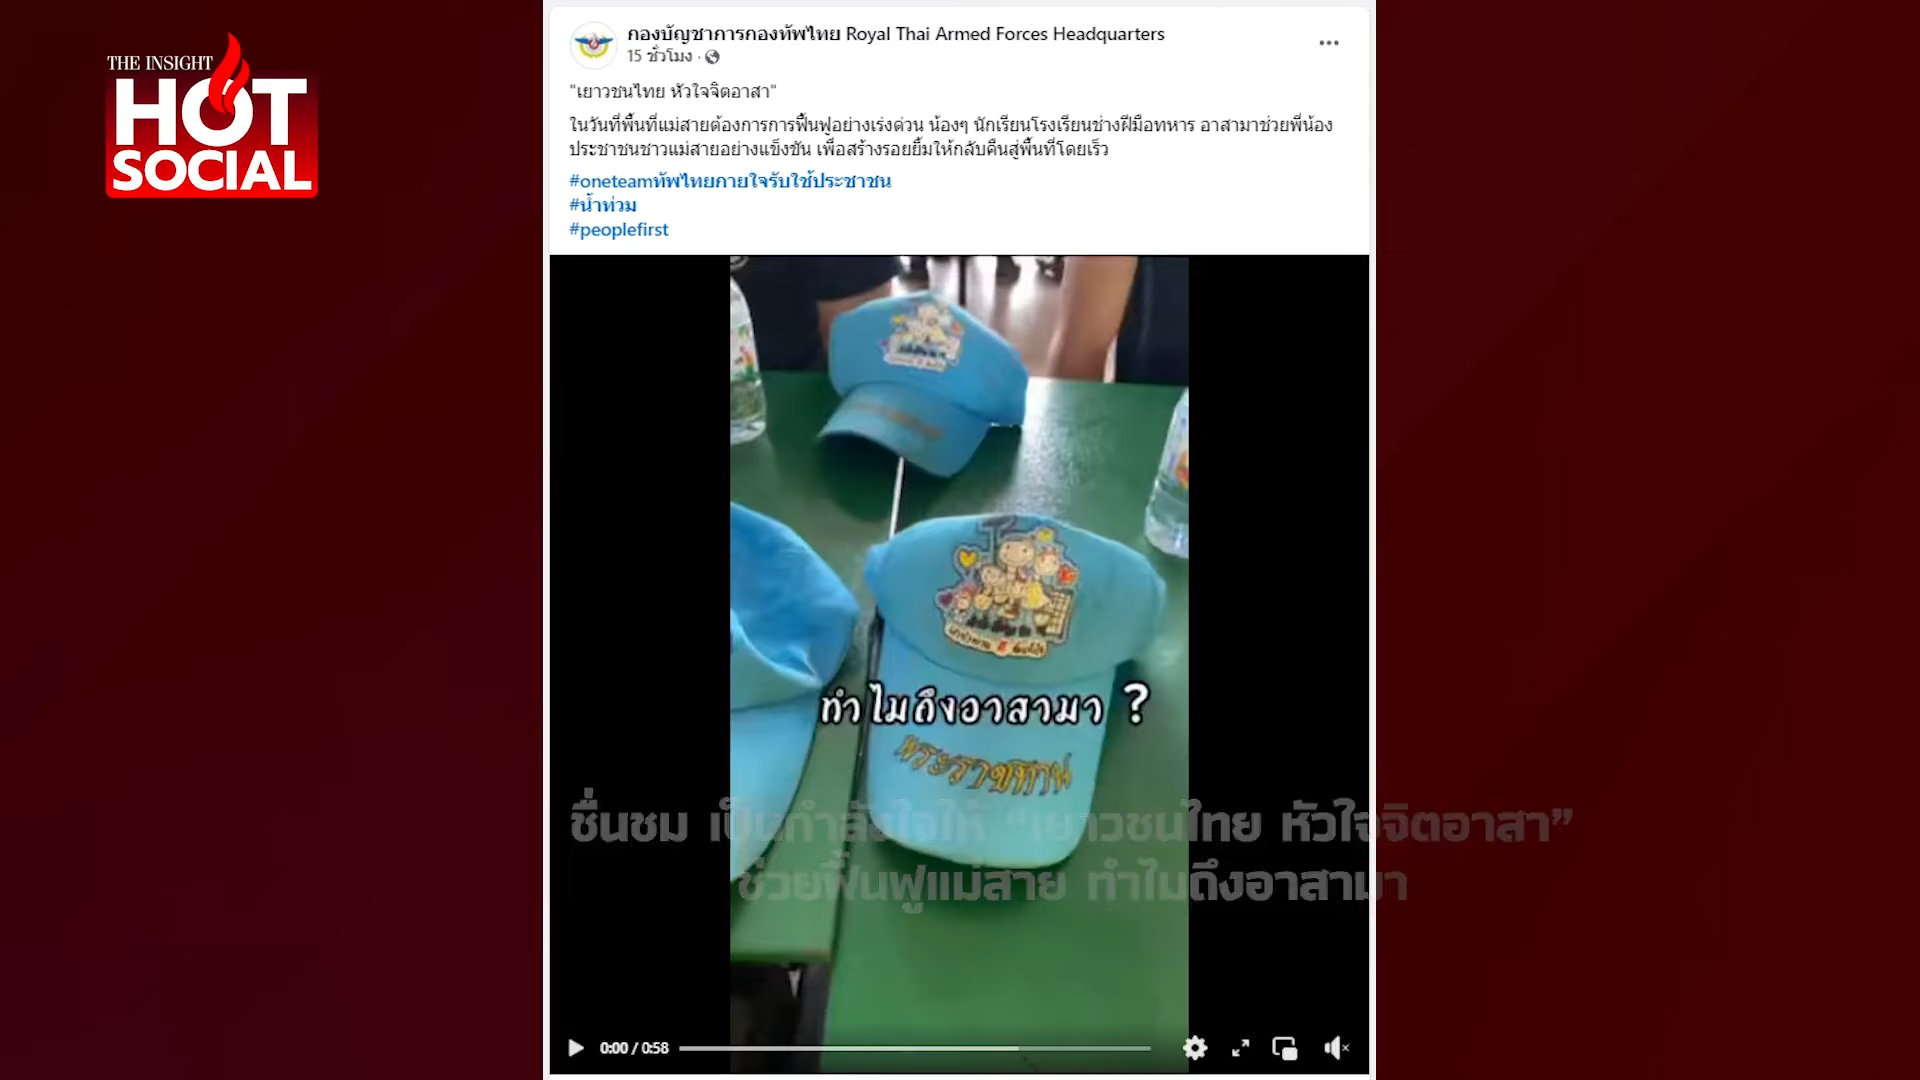 THE INSIGHT
HOT
SOCIAL
กองบัญชาการกองทัพไทย Royal Thai Armed Forces Headquarters
15 ชั่วโมง ·
"เยาวชนไทย หัวใจจิตอาสา"
ในวันที่พื้นที่แม่สายต้องการการฟื้นฟูอย่างเร่งด่วน น้องๆ นักเรียนโรงเรียนช่างฝีมือทหาร อาสามาช่วยพี่น้อง
ประชาชนชาวแม่สายอย่างแข็งขัน เพื่อสร้างรอยยิ้มให้กลับคืนสู่พื้นที่โดยเร็ว
#oneteamทัพไทยกายใจรับใช้ประชาชน
#น้ำท่วม
#peoplefirst
ทำไมถึงอาสามา ?
พระราชทาน
ชื่นชม เป็นกำลังใจให้ “เยาวชนไทย หัวใจจิตอาสา”
ช่วยฟื้นฟูแม่สาย ทำไมถึงอาสามา
0:00 / 0:58